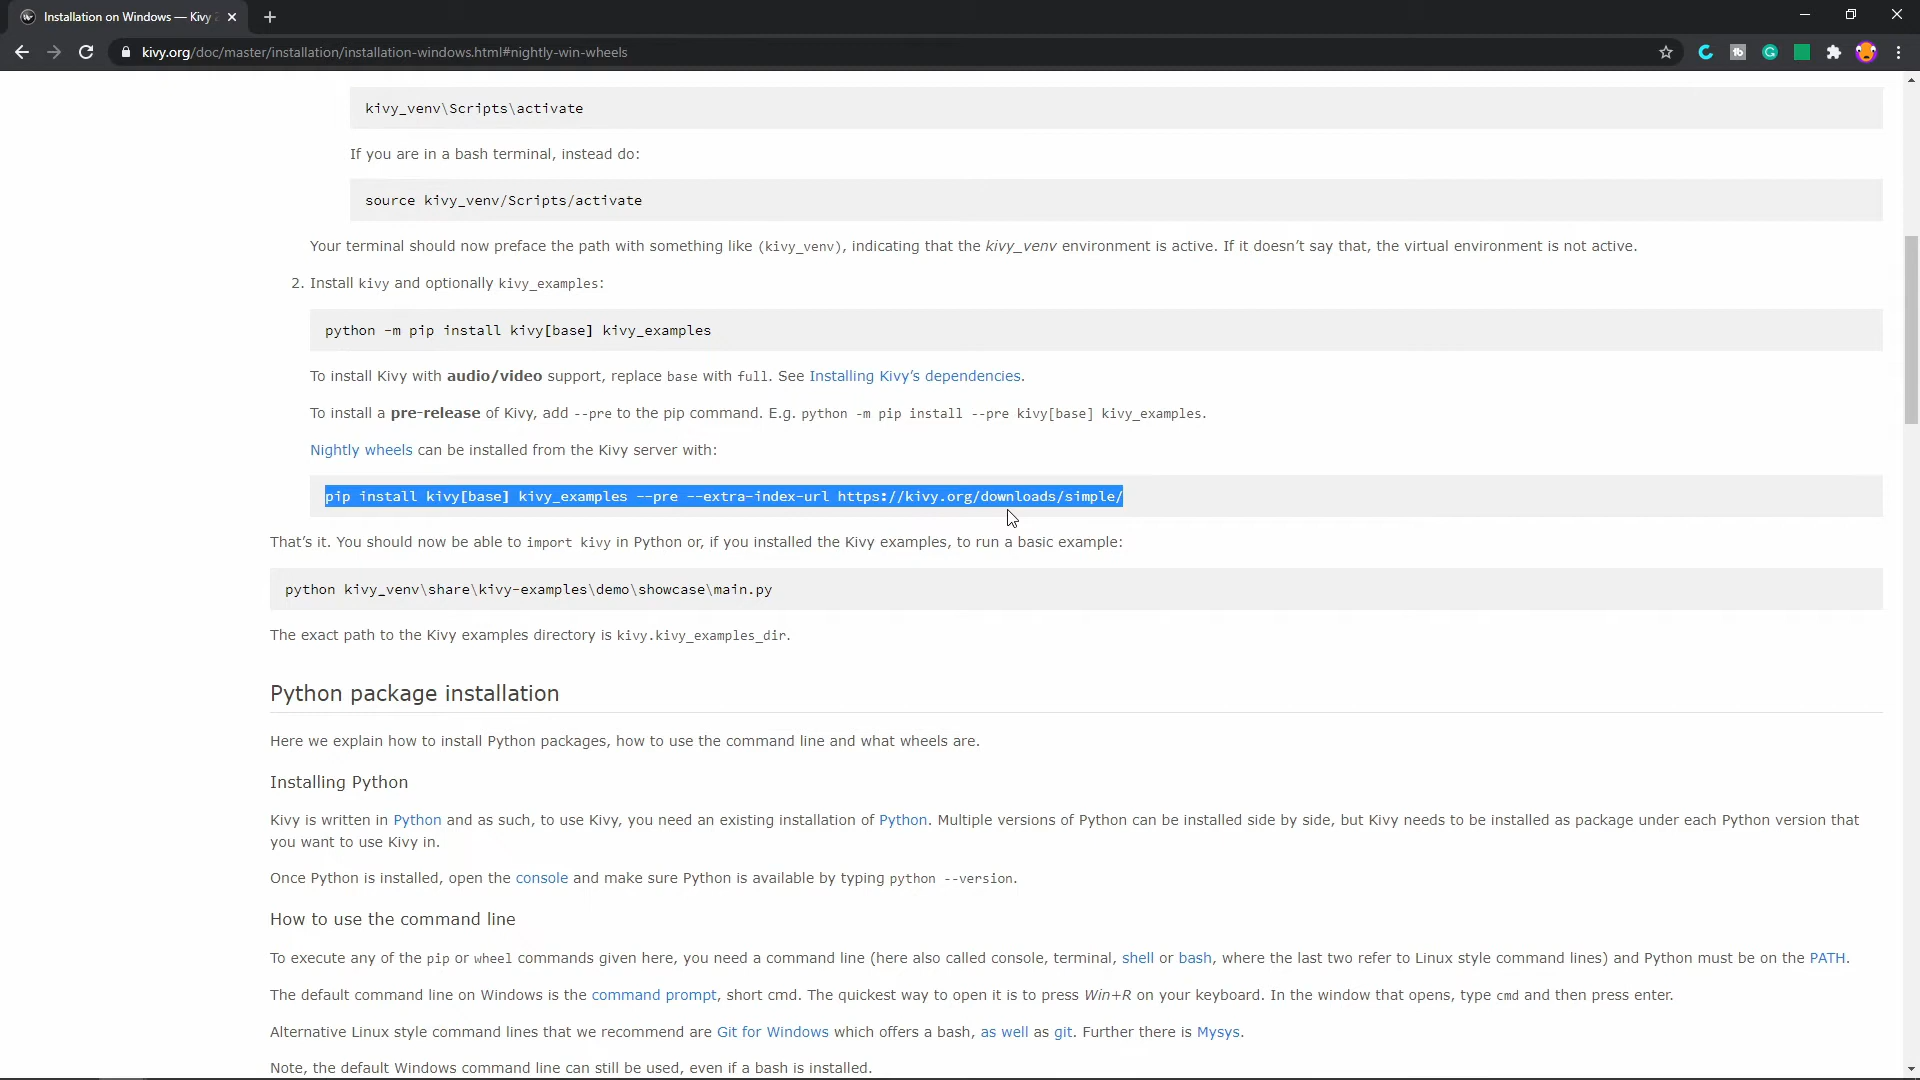 Installation on Windows — Kivy 2
kivy.org/doc/master/installation/installation-windows.html#nightly-win-wheels
kivy_venv\Scripts\activate
If you are in a bash terminal, instead do:
source kivy_venv/Scripts/activate
Your terminal should now preface the path with something like (kivy_venv), indicating that the kivy_venv environment is active. If it doesn’t say that, the virtual environment is not active.
2. Install kivy and optionally kivy_examples:
python -m pip install kivy[base] kivy_examples
To install Kivy with audio/video support, replace base with full. See Installing Kivy’s dependencies.
To install a pre-release of Kivy, add --pre to the pip command. E.g. python -m pip install --pre kivy[base] kivy_examples.
Nightly wheels can be installed from the Kivy server with:
pip install kivy[base] kivy_examples --pre --extra-index-url https://kivy.org/downloads/simple/
That’s it. You should now be able to import kivy in Python or, if you installed the Kivy examples, to run a basic example:
python kivy_venv\share\kivy-examples\demo\showcase\main.py
The exact path to the Kivy examples directory is kivy.kivy_examples_dir.
Python package installation
Here we explain how to install Python packages, how to use the command line and what wheels are.
Installing Python
Kivy is written in Python and as such, to use Kivy, you need an existing installation of Python. Multiple versions of Python can be installed side by side, but Kivy needs to be installed as package under each Python version that
you want to use Kivy in.
Once Python is installed, open the console and make sure Python is available by typing python --version.
How to use the command line
To execute any of the pip or wheel commands given here, you need a command line (here also called console, terminal, shell or bash, where the last two refer to Linux style command lines) and Python must be on the PATH.
The default command line on Windows is the command prompt, short cmd. The quickest way to open it is to press Win+R on your keyboard. In the window that opens, type cmd and then press enter.
Alternative Linux style command lines that we recommend are Git for Windows which offers a bash, as well as git. Further there is Mysys.
Note, the default Windows command line can still be used, even if a bash is installed.